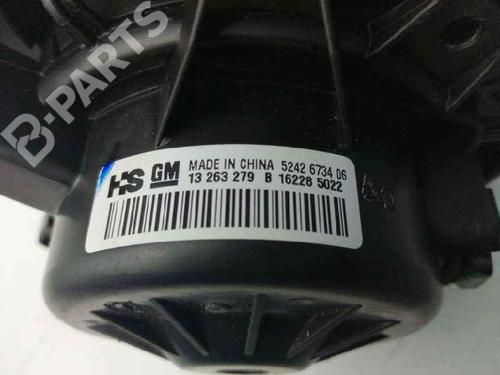 B-PARTS
HS GM MADE IN CHINA 5242 6734 06
13 263 279 B 16228 5022